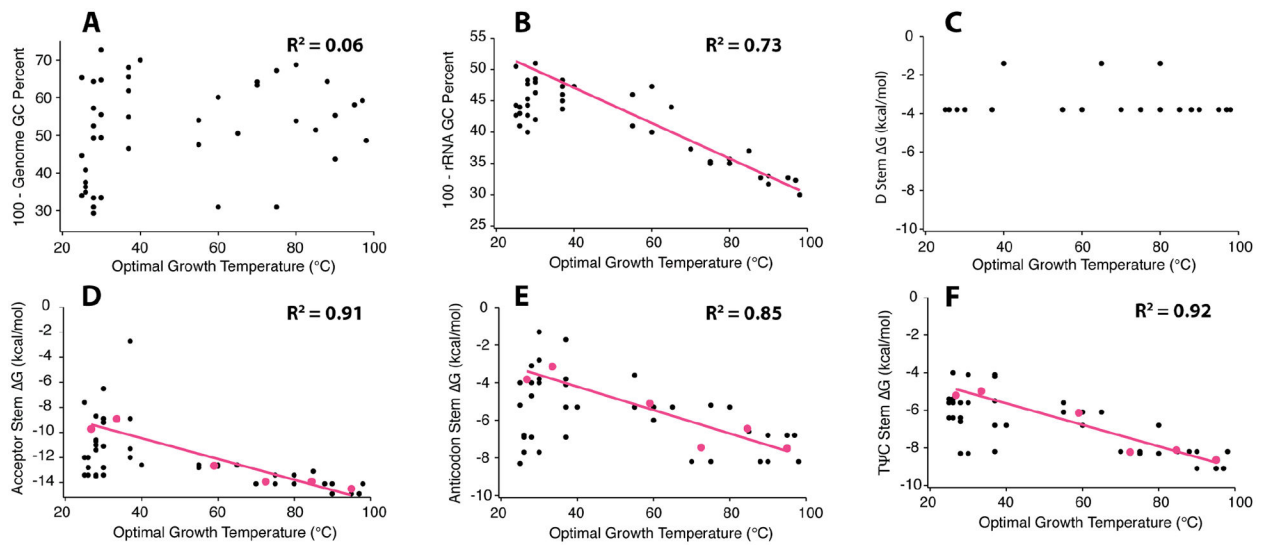 A
R² = 0.06
100 - Genome GC Percent
70
60
50
40
30
20 40 60 80 100
Optimal Growth Temperature (°C)
B
R² = 0.73
100 - rRNA GC Percent
55
50
45
40
35
30
25
20 40 60 80 100
Optimal Growth Temperature (°C)
C
D Stem ΔG (kcal/mol)
0
-2
-4
-6
-8
-10
20 40 60 80 100
Optimal Growth Temperature (°C)
D
R² = 0.91
Acceptor Stem ΔG (kcal/mol)
0
-2
-4
-6
-8
-10
-12
-14
20 40 60 80 100
Optimal Growth Temperature (°C)
E
R² = 0.85
Anticodon Stem ΔG (kcal/mol)
0
-2
-4
-6
-8
-10
20 40 60 80 100
Optimal Growth Temperature (°C)
F
R² = 0.92
TΨC Stem ΔG (kcal/mol)
0
-2
-4
-6
-8
-10
20 40 60 80 100
Optimal Growth Temperature (°C)